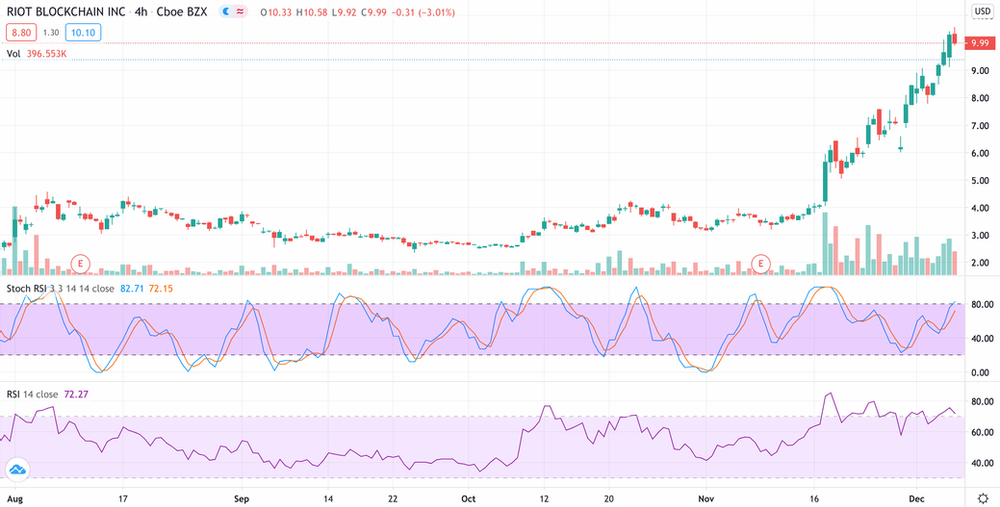 RIOT BLOCKCHAIN INC · 4h · Cboe BZX O10.33 H10.58 L9.92 C9.99 −0.31 (−3.01%)
USD
8.80 1.30 10.10
Vol 396.553K
9.99
9.00
8.00
7.00
6.00
5.00
4.00
3.00
2.00
E E
Stoch RSI 3 3 14 14 close 82.71 72.15
80.00
40.00
0.00
RSI 14 close 72.27
80.00
60.00
40.00
Aug 17 Sep 14 22 Oct 12 20 Nov 16 Dec